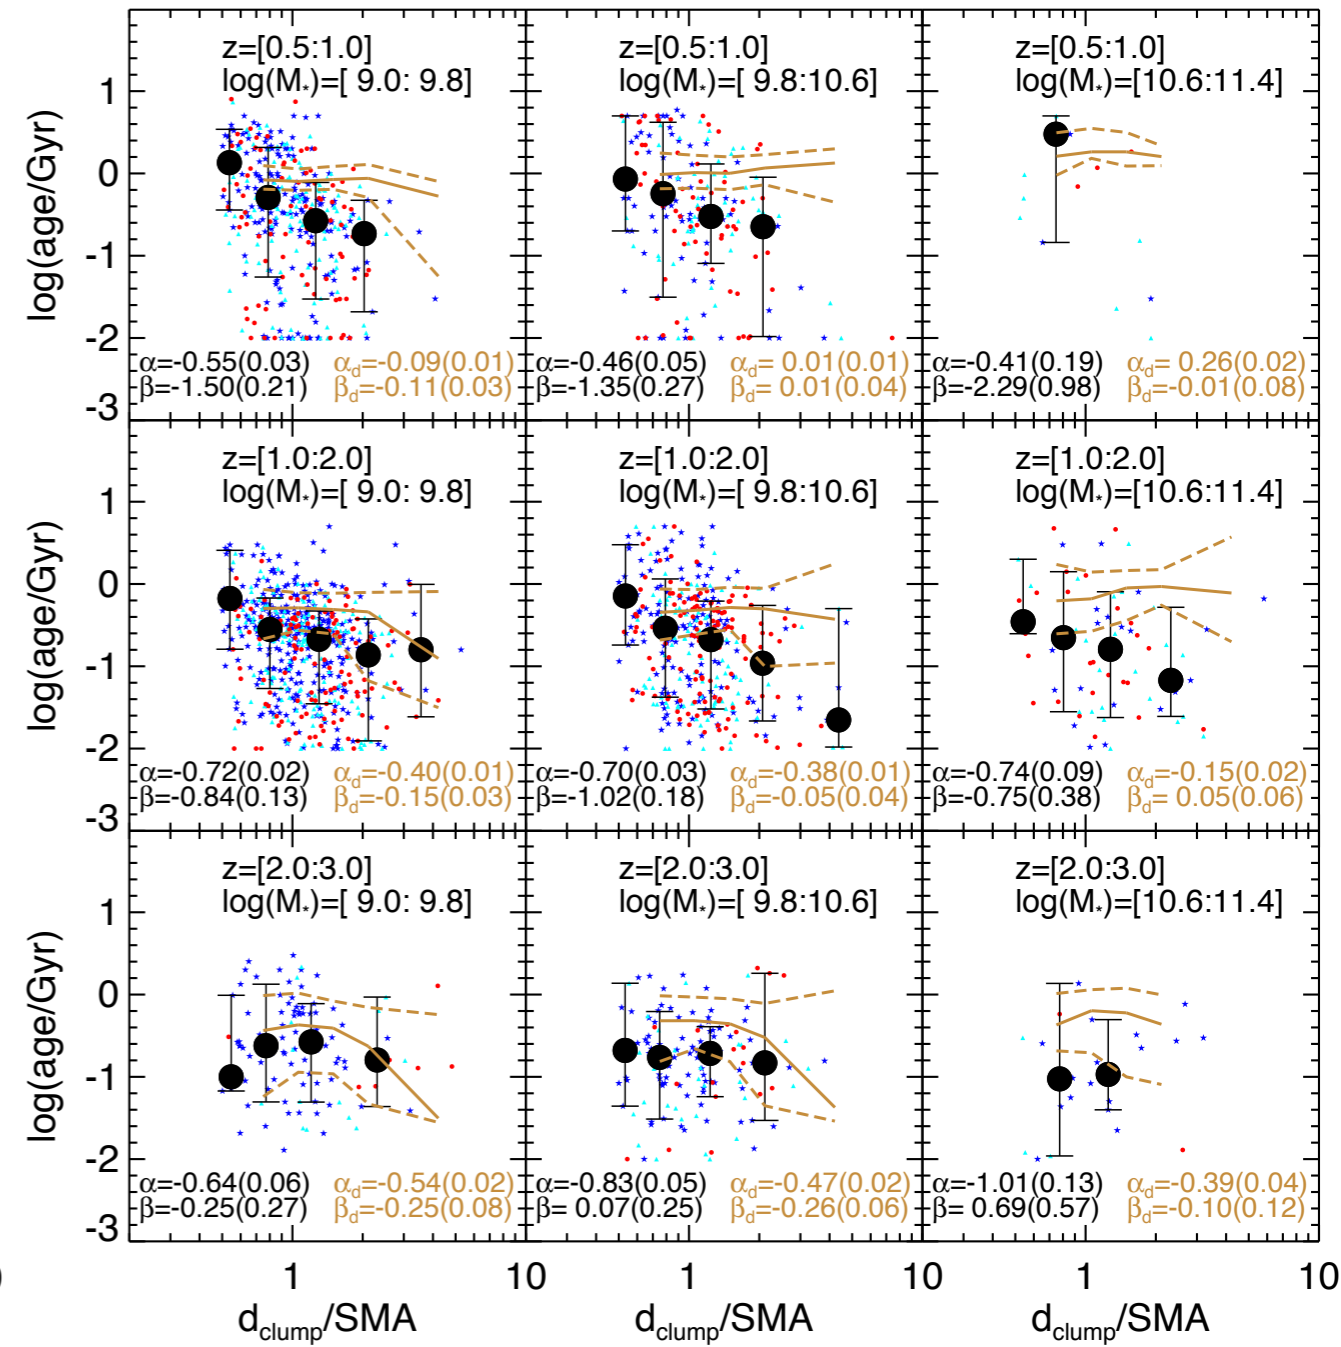 z=[0.5:1.0]
log(M*)=[ 9.0: 9.8]
z=[0.5:1.0]
log(M*)=[ 9.8:10.6]
z=[0.5:1.0]
log(M*)=[10.6:11.4]
log(age/Gyr)
1
0
-1
-2
-3
α=-0.55(0.03) αd=-0.09(0.01)
β=-1.50(0.21) βd=-0.11(0.03)
α=-0.46(0.05) αd= 0.01(0.01)
β=-1.35(0.27) βd= 0.01(0.04)
α=-0.41(0.19) αd= 0.26(0.02)
β=-2.29(0.98) βd=-0.01(0.08)
z=[1.0:2.0]
log(M*)=[ 9.0: 9.8]
z=[1.0:2.0]
log(M*)=[ 9.8:10.6]
z=[1.0:2.0]
log(M*)=[10.6:11.4]
log(age/Gyr)
1
0
-1
-2
-3
α=-0.72(0.02) αd=-0.40(0.01)
β=-0.84(0.13) βd=-0.15(0.03)
α=-0.70(0.03) αd=-0.38(0.01)
β=-1.02(0.18) βd=-0.05(0.04)
α=-0.74(0.09) αd=-0.15(0.02)
β=-0.75(0.38) βd= 0.05(0.06)
z=[2.0:3.0]
log(M*)=[ 9.0: 9.8]
z=[2.0:3.0]
log(M*)=[ 9.8:10.6]
z=[2.0:3.0]
log(M*)=[10.6:11.4]
log(age/Gyr)
1
0
-1
-2
-3
α=-0.64(0.06) αd=-0.54(0.02)
β=-0.25(0.27) βd=-0.25(0.08)
α=-0.83(0.05) αd=-0.47(0.02)
β= 0.07(0.25) βd=-0.26(0.06)
α=-1.01(0.13) αd=-0.39(0.04)
β= 0.69(0.57) βd=-0.10(0.12)
)
1 10 1 10 1 10
dclump/SMA dclump/SMA dclump/SMA